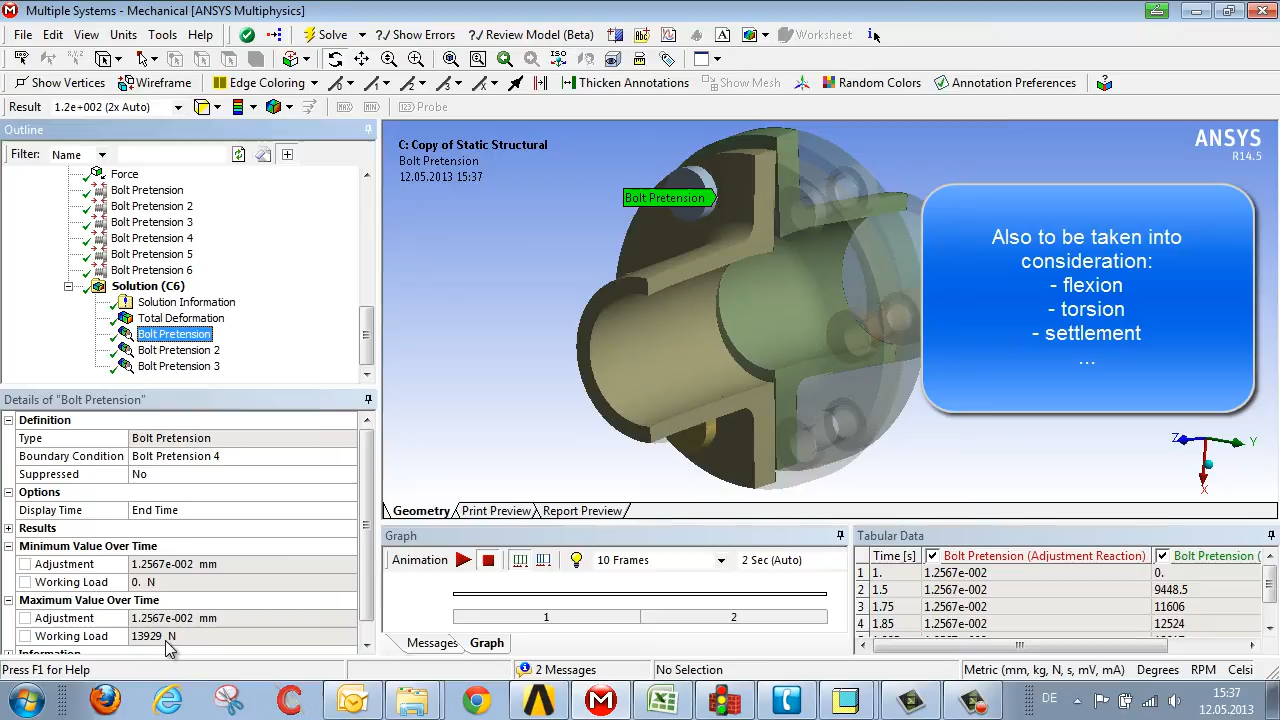 Multiple Systems - Mechanical [ANSYS Multiphysics]
File Edit View Units Tools Help Solve ?/ Show Errors Review Model (Beta) Worksheet
Show Vertices Wireframe Edge Coloring Thicken Annotations Show Mesh Random Colors Annotation Preferences
Result 1.2e+002 (2x Auto) MAX MIN 123 Probe
Outline
Filter: Name
Force
Bolt Pretension
Bolt Pretension 2
Bolt Pretension 3
Bolt Pretension 4
Bolt Pretension 5
Bolt Pretension 6
Solution (C6)
Solution Information
Total Deformation
Bolt Pretension
Bolt Pretension 2
Bolt Pretension 3
Details of "Bolt Pretension"
Definition
Type Bolt Pretension
Boundary Condition Bolt Pretension 4
Suppressed No
Options
Display Time End Time
Results
Minimum Value Over Time
Adjustment 1.2567e-002 mm
Working Load 0. N
Maximum Value Over Time
Adjustment 1.2567e-002 mm
Working Load 13929 N
C: Copy of Static Structural
Bolt Pretension
12.05.2013 15:37
Bolt Pretension
ANSYS
R14.5
Also to be taken into
consideration:
- flexion
- torsion
- settlement
...
Z Y
X
Geometry Print Preview Report Preview
Graph
Animation 10 Frames 2 Sec (Auto)
1 2
Messages Graph
Tabular Data
Time [s] Bolt Pretension (Adjustment Reaction) Bolt Pretension (
1 1. 1.2567e-002 0.
2 1.5 1.2567e-002 9448.5
3 1.75 1.2567e-002 11606
4 1.85 1.2567e-002 12524
Press F1 for Help 2 Messages No Selection Metric (mm, kg, N, s, mV, mA) Degrees RPM Celsi
DE 15:37
12.05.2013